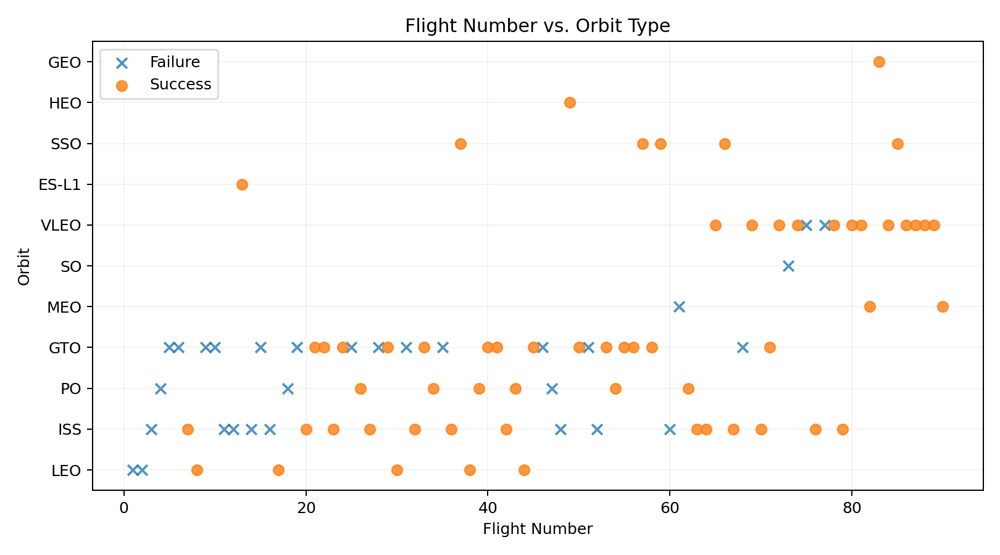 Flight Number vs. Orbit Type
Failure
Success
GEO
HEO
SSO
ES-L1
VLEO
SO
MEO
GTO
PO
ISS
LEO
Orbit
0 20 40 60 80
Flight Number